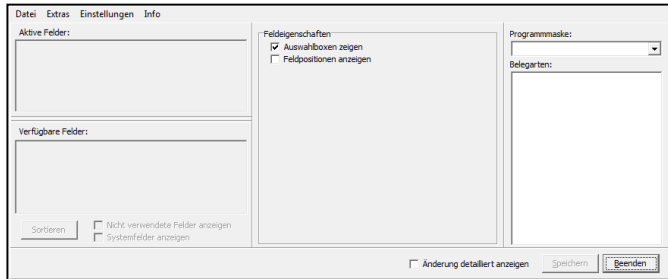 Datei Extras Einstellungen Info
Aktive Felder:
Verfügbare Felder:
Sortieren
Nicht verwendete Felder anzeigen
Systemfelder anzeigen
Feldeigenschaften
Auswahlboxen zeigen
Feldpositionen anzeigen
Programmmaske:
Belegarten:
Änderung detailliert anzeigen
Speichern
Beenden